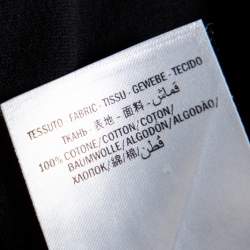 TESSUTO - FABRIC - TISSU - GEWEBE - TECIDO
ТКАНЬ - 表地 - 面料 - قماش
100% COTONE/COTTON/COTON/
BAUMWOLLE/ALGODÓN/ALGODÃO/
ХЛОПОК/綿/棉/قطن